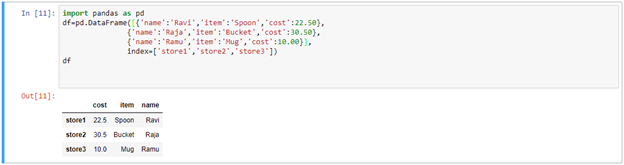 In [11]: import pandas as pd
df=pd.DataFrame([{'name':'Ravi','item':'Spoon','cost':22.50},
{'name':'Raja','item':'Bucket','cost':30.50},
{'name':'Ramu','item':'Mug','cost':10.00}],
index=['store1','store2','store3'])
df
Out[11]:
cost item name
store1 22.5 Spoon Ravi
store2 30.5 Bucket Raja
store3 10.0 Mug Ramu